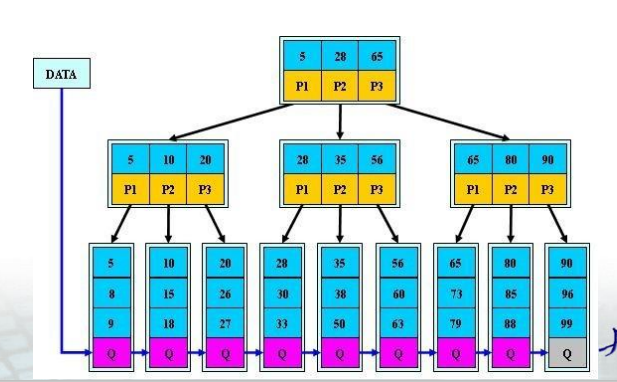 5 28 65
DATA
P1 P2 P3
5 10 20
28 35 56
65 80 90
P1 P2 P3
P1 P2 P3
P1 P2 P3
5 10 20 28 35 56 65 80 90
8 15 26 30 38 60 73 85 96
9 18 27 33 50 63 79 88 99
Q Q Q Q Q Q Q Q Q